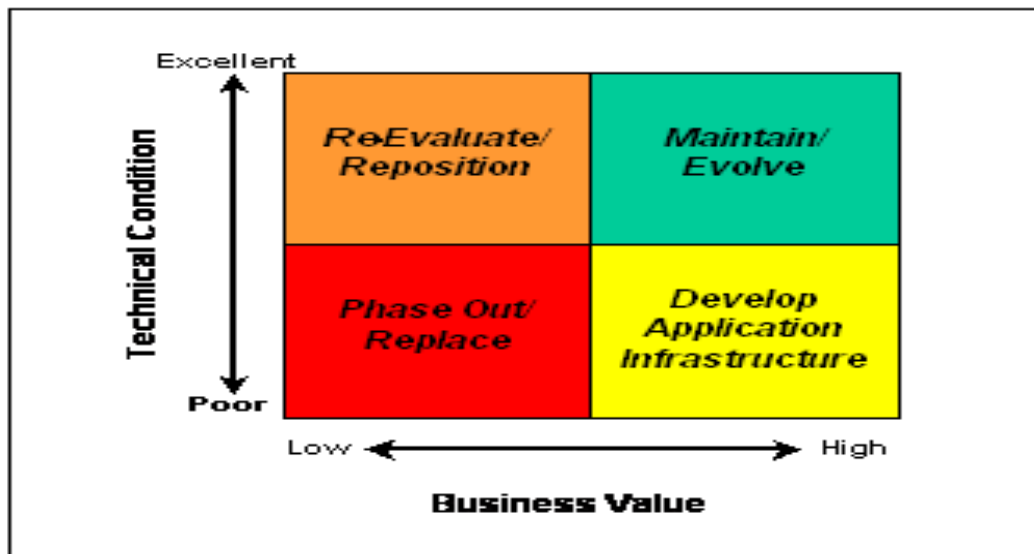 Excellent
Technical Condition
Re-Evaluate/
Reposition
Maintain/
Evolve
Phase Out/
Replace
Develop
Application
Infrastructure
Poor
Low
High
Business Value